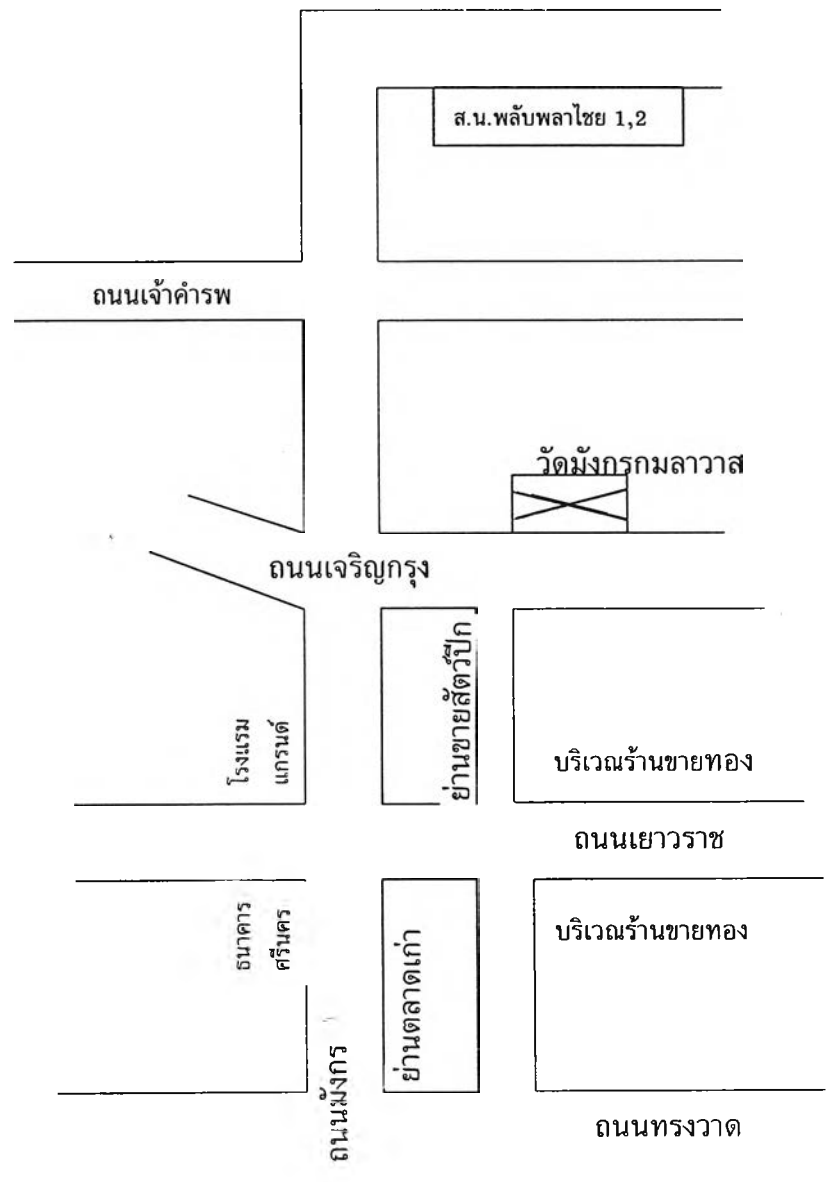 ส.น.พลับพลาไชย 1,2
ถนนเจ้าคำรพ
วัดมังกรกมลาวาส
ถนนเจริญกรุง
ย่านขายสัตว์ปีก
โรงแรม
แกรนด์
บริเวณร้านขายทอง
ถนนเยาวราช
ธนาคาร
ศรีนคร
ย่านตลาดเก่า
บริเวณร้านขายทอง
ถนนมังกร
ถนนทรงวาด